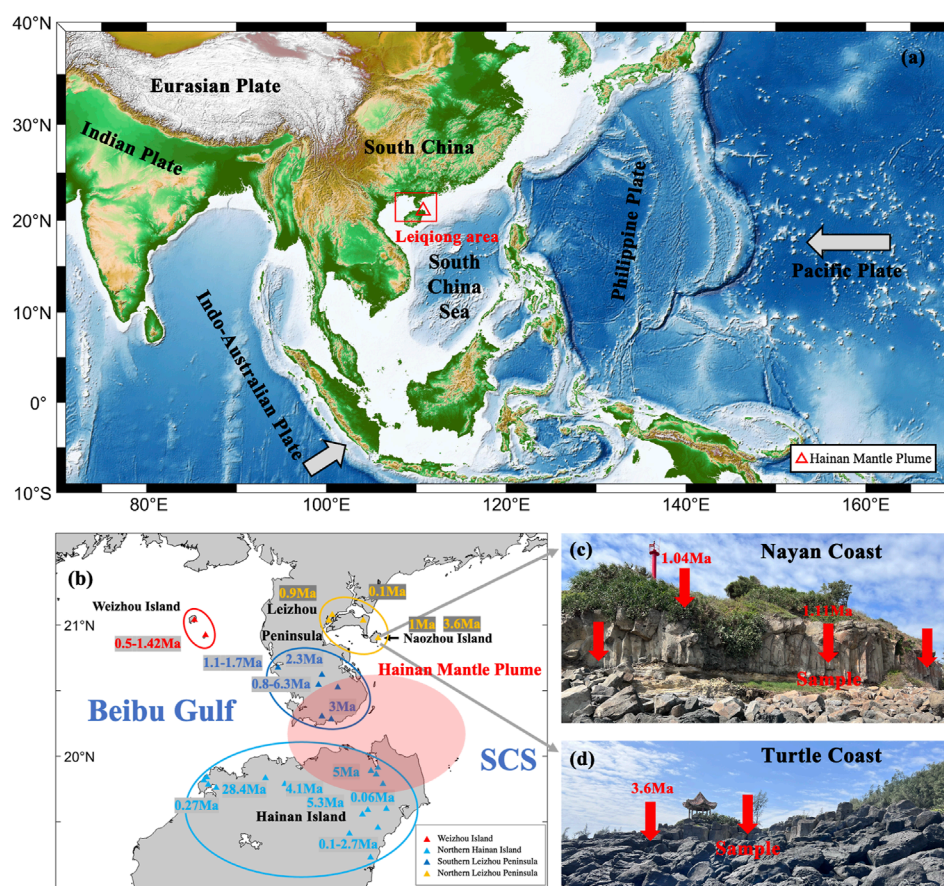 40°N
30°N
20°N
10°N
0°
10°S
80°E
100°E
120°E
140°E
160°E
(a)
Eurasian Plate
Indian Plate
South China
Leiqiong area
South
China
Sea
Philippine Plate
Pacific Plate
Indo-Australian Plate
Hainan Mantle Plume
(b)
21°N
20°N
Weizhou Island
0.5-1.42Ma
0.9Ma
0.1Ma
Leizhou
Peninsula
1Ma
3.6Ma
Naozhou Island
1.1-1.7Ma
2.3Ma
0.8-6.3Ma
3Ma
Hainan Mantle Plume
Beibu Gulf
SCS
5Ma
0.27Ma
28.4Ma
4.1Ma
5.3Ma
0.06Ma
Hainan Island
0.1-2.7Ma
Weizhou Island
Northern Hainan Island
Southern Leizhou Peninsula
Northern Leizhou Peninsula
(c)
Nayan Coast
1.04Ma
1.11Ma
Sample
(d)
Turtle Coast
3.6Ma
Sample